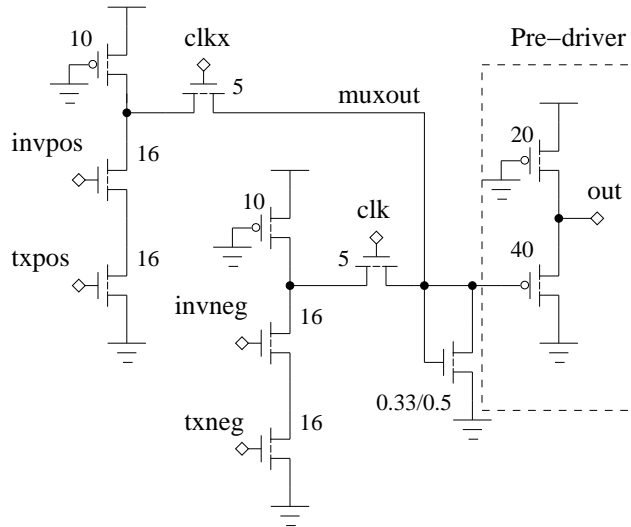 10
clkx
Pre−driver
5
muxout
20
invpos
16
10
clk
out
txpos
16
5
40
invneg
16
0.33/0.5
txneg
16